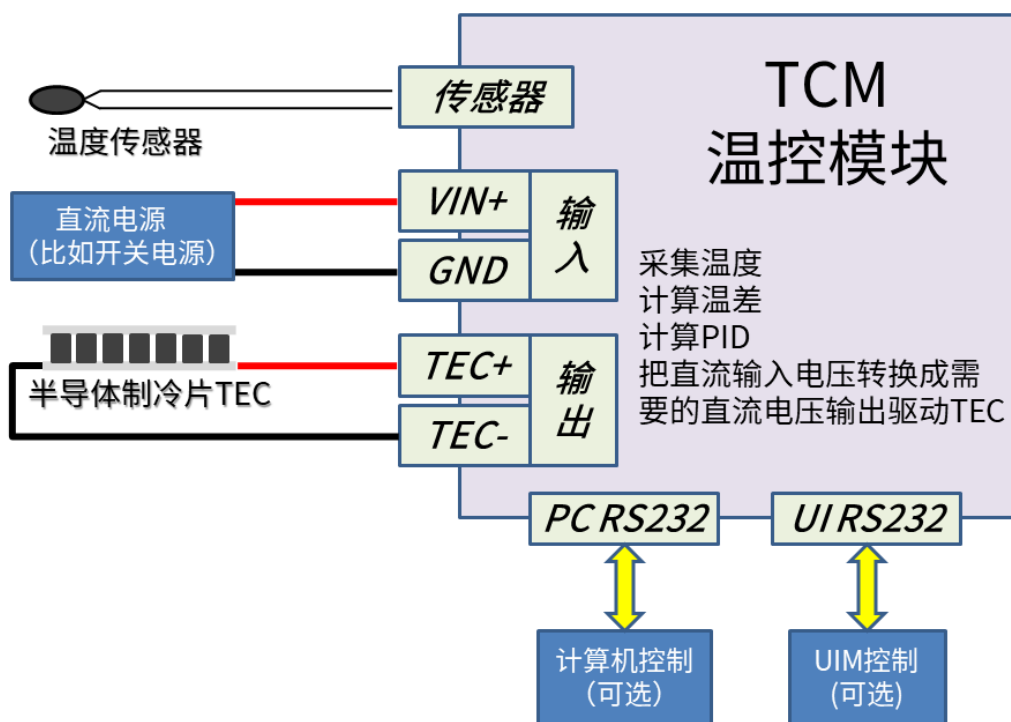 TCM
温控模块
传感器
温度传感器
VIN+
GND
输入
直流电源
（比如开关电源）
采集温度
计算温差
计算PID
把直流输入电压转换成需
要的直流电压输出驱动TEC
TEC+
TEC-
输出
半导体制冷片TEC
PC RS232
UI RS232
计算机控制
（可选）
UIM控制
(可选)